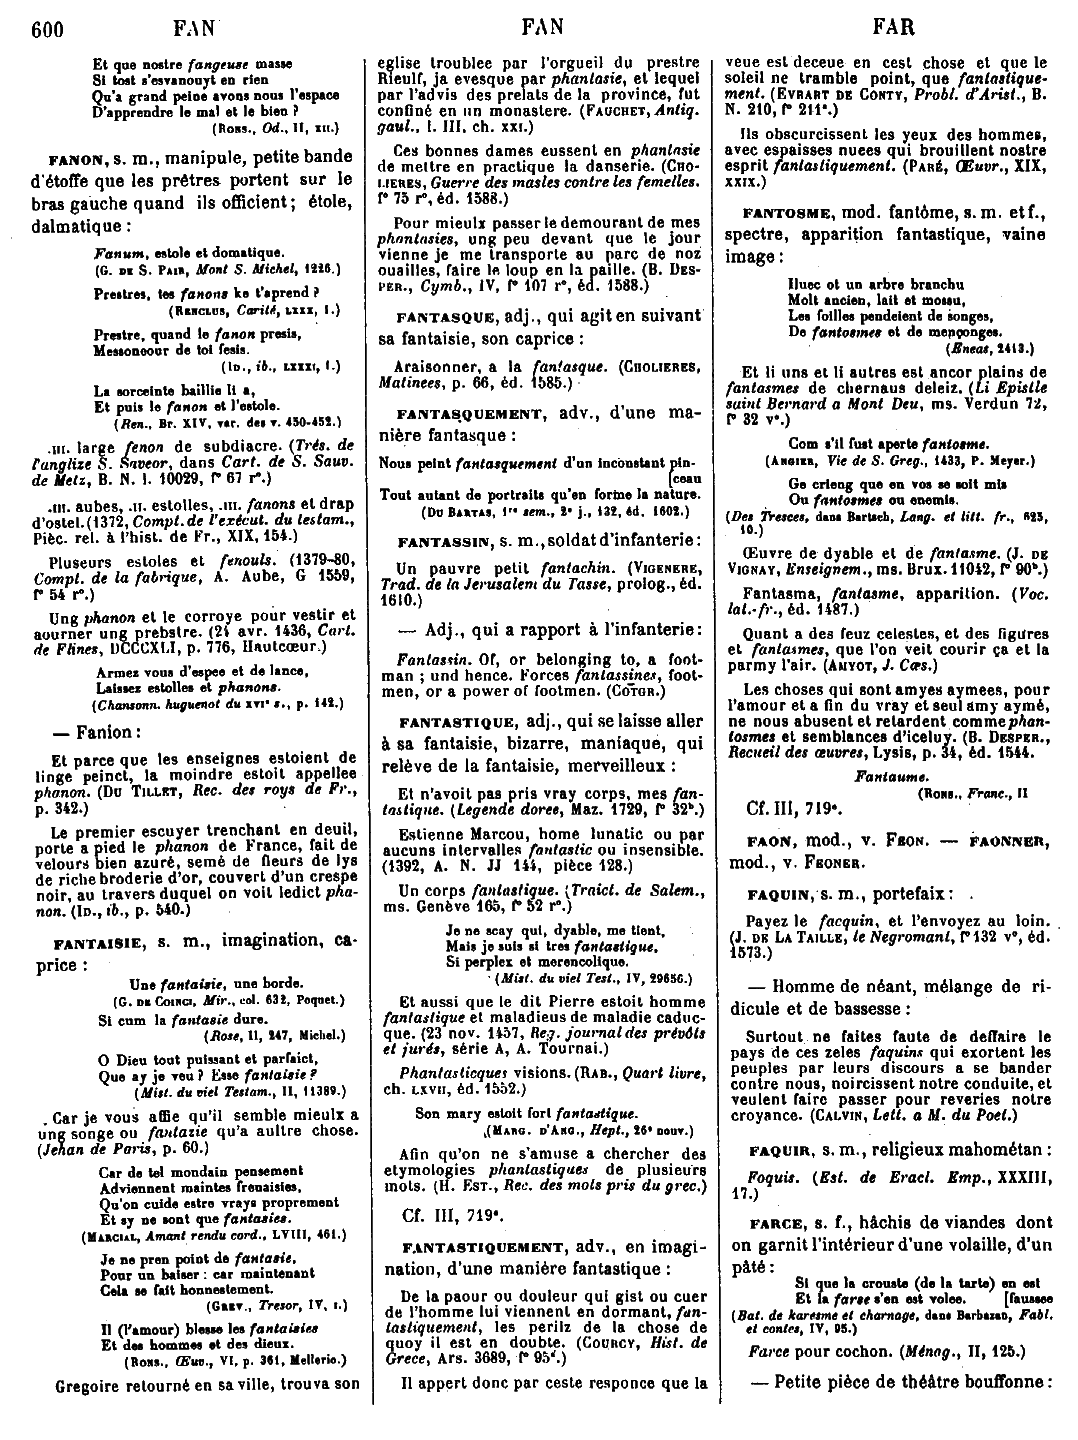 600 FAN FAN FAR
Et que nostre fangeuse masse
Si tost s'esvanouyt en rien
Qu'a grand peine avons nous l'espace
D'apprendre le mal et le bien ?
(RONS., Od., II, XII.)
FANON, s. m., manipule, petite bande
d'étoffe que les prêtres portent sur le
bras gauche quand ils officient; étole,
dalmatique :
Fanum, estole et domatique.
(G. DE S. PAIR, Mont S. Michel, 1226.)
Prestres, tes fanons ke t'aprend ?
(RENCLUS, Carité, LXXX, 1.)
Prestre, quand le fanon presis,
Messoneour de toi fesis.
(ID., ib., LXXXI, 1.)
La sorceinte baillie li a,
Et puis le fanon et l'estole.
(Ren., Br. XIV, var. des v. 450-452.)
.III. large fenon de subdiacre. (Trés. de
l'anglize S. Saveor, dans Cart. de S. Sauv.
de Metz, B. N. l. 10029, f° 67 r°.)
.III. aubes, .II. estolles, .III. fanons et drap
d'ostel. (1372, Compt. de l'exécut. du testam.,
Pièc. rel. à l'hist. de Fr., XIX, 154.)
Pluseurs estoles et fenouls. (1379-80,
Compt. de la fabrique, A. Aube, G 1559,
f° 54 r°.)
Ung phanon et le corroye pour vestir et
aourner ung prebstre. (21 avr. 1436, Cart.
de Flines, DCCCXLI, p. 776, Hautcœur.)
Armez vous d'espee et de lance,
Laissez estolles et phanons.
(Chansonn. huguenot du XVI° s., p. 142.)
— Fanion :
Et parce que les enseignes estoient de
linge peinct, la moindre estoit appellee
phanon. (DU TILLET, Rec. des roys de Fr.,
p. 342.)
Le premier escuyer trenchant en deuil,
porte a pied le phanon de France, fait de
velours bien azuré, semé de fleurs de lys
de riche broderie d'or, couvert d'un crespe
noir, au travers duquel on voit ledict pha-
non. (ID., ib., p. 540.)
FANTAISIE, s. m., imagination, ca-
price :
Une fantaisie, une borde.
(G. DE COINCI, Mir., col. 632, Poquet.)
Si cum la fantasie dure.
(Rose, II, 247, Michel.)
O Dieu tout puissant et parfaict,
Que ay je veu ? Esse fantaisie ?
(Mist. du viel Testam., II, 11389.)
Car je vous affie qu'il semble mieulx a
ung songe ou fantazie qu'a aultre chose.
(Jehan de Paris, p. 60.)
Car de tel mondain pensement
Adviennent maintes frenaisies,
Qu'on cuide estre vrays proprement
Et sy ne sont que fantasies.
(MARCIAL, Amant rendu cord., LVIII, 461.)
Je ne pren point de fantasie,
Pour un baiser : car maintenant
Cela se fait honnestement.
(GREV., Tresor, IV, 1.)
Il (l'amour) blesse les fantaisies
Et des hommes et des dieux.
(RONS., Œuv., VI, p. 361, Mellerio.)
Gregoire retourné en sa ville, trouva son
eglise troublee par l'orgueil du prestre
Rieulf, ja evesque par phantasie, et lequel
par l'advis des prelats de la province, fut
confiné en un monastere. (FAUCHET, Antiq.
gaul., l. III, ch. XXI.)
Ces bonnes dames eussent en phantasie
de mettre en practique la danserie. (CHO-
LIERES, Guerre des masles contre les femelles.
f° 75 r°, éd. 1588.)
Pour mieulx passer le demourant de mes
phantasies, ung peu devant que le jour
vienne je me transporte au parc de noz
ouailles, faire le loup en la paille. (B. DES-
PER., Cymb., IV, f° 107 r°, éd. 1588.)
FANTASQUE, adj., qui agit en suivant
sa fantaisie, son caprice :
Araisonner, a la fantasque. (CHOLIERES,
Matinees, p. 66, éd. 1585.)
FANTASQUEMENT, adv., d'une ma-
nière fantasque :
Nous peint fantasquement d'un inconstant pin-
[ceau
Tout autant de portraits qu'en forme la nature.
(DU BARTAS, 1re sem., 2° j., 132, éd. 1602.)
FANTASSIN, s. m., soldat d'infanterie :
Un pauvre petit fantachin. (VIGENERE,
Trad. de la Jerusalem du Tasse, prolog., éd.
1610.)
— Adj., qui a rapport à l'infanterie :
Fantassin. Of, or belonging to, a foot-
man ; und hence. Forces fantassines, foot-
men, or a power of footmen. (COTGR.)
FANTASTIQUE, adj., qui se laisse aller
à sa fantaisie, bizarre, maniaque, qui
relève de la fantaisie, merveilleux :
Et n'avoit pas pris vray corps, mes fan-
tastique. (Legende doree, Maz. 1729, f° 32b.)
Estienne Marcou, home lunatic ou par
aucuns intervalles fantastic ou insensible.
(1392, A. N. JJ 144, pièce 128.)
Un corps fantastique. (Traict. de Salem.,
ms. Genève 165, f° 52 r°.)
Je ne scay qui, dyable, me tient,
Mais je suis si tres fantastique,
Si perplex et merencolique.
(Mist. du viel Test., IV, 29656.)
Et aussi que le dit Pierre estoit homme
fantastique et maladieus de maladie caduc-
que. (23 nov. 1457, Reg. journal des prévôts
et jurés, série A, A. Tournai.)
Phantasticques visions. (RAB., Quart livre,
ch. LXVII, éd. 1552.)
Son mary estoit fort fantastique.
(MARG. D'ANG., Hept., 26° nouv.)
Afin qu'on ne s'amuse a chercher des
etymologies phantastiques de plusieurs
mots. (H. EST., Rec. des mots pris du grec.)
Cf. III, 719°.
FANTASTIQUEMENT, adv., en imagi-
nation, d'une manière fantastique :
De la paour ou douleur qui gist ou cuer
de l'homme lui viennent en dormant, fan-
tastiquement, les perilz de la chose de
quoy il est en doubte. (COURCY, Hist. de
Grece, Ars. 3689, f° 95d.)
Il appert donc par ceste responce que la
veue est deceue en cest chose et que le
soleil ne tramble point, que fantastique-
ment. (EVRART DE CONTY, Probl. d'Arist., B.
N. 210, f° 211a.)
Ils obscurcissent les yeux des hommes,
avec espaisses nuees qui brouillent nostre
esprit fantastiquement. (PARÉ, Œuvr., XIX,
XXIX.)
FANTOSME, mod. fantôme, s. m. et f.,
spectre, apparition fantastique, vaine
image :
Iluec ot un arbre branchu
Molt ancien, lait et mossu,
Les foilles pendeient de songes,
De fantosmes et de mençonges.
(Eneas, 2413.)
Et li uns et li autres est ancor plains de
fantasmes de chernaus deleiz. (Li Epistle
saint Bernard a Mont Deu, ms. Verdun 72,
f° 32 v°.)
Com s'il fust aperte fantosme.
(ANGIER, Vie de S. Greg., 1433, P. Meyer.)
Ge crieng que en vos se soit mis
Ou fantosmes ou enemis.
(Des Tresces, dans Bartsch, Lang. et litt. fr., 623,
10.)
Œuvre de dyable et de fantasme. (J. DE
VIGNAY, Enseignem., ms. Brux. 11042, f° 90b.)
Fantasma, fantasme, apparition. (Voc.
lat.-fr., éd. 1487.)
Quant a des feuz celestes, et des figures
et fantasmes, que l'on veit courir ça et la
parmy l'air. (AMYOT, J. Cæs.)
Les choses qui sont amyes aymees, pour
l'amour et a fin du vray et seul amy aymé,
ne nous abusent et retardent comme phan-
tosmes et semblances d'iceluy. (B. DESPER.,
Recueil des œuvres, Lysis, p. 34, éd. 1544.
Fantaume.
(RONS., Franc., II
Cf. III, 719°.
FAON, mod., v. FEON. — FAONNER,
mod., v. FEONER.
FAQUIN, s. m., portefaix :
Payez le facquin, et l'envoyez au loin.
(J. DE LA TAILLE, le Negromant, f° 132 v°, éd.
1573.)
— Homme de néant, mélange de ri-
dicule et de bassesse :
Surtout ne faites faute de deffaire le
pays de ces zeles faquins qui exortent les
peuples par leurs discours a se bander
contre nous, noircissent notre conduite, et
veulent faire passer pour reveries notre
croyance. (CALVIN, Lett. a M. du Poet.)
FAQUIR, s. m., religieux mahométan :
Foquis. (Est. de Eracl. Emp., XXXIII,
17.)
FARCE, s. f., hâchis de viandes dont
on garnit l'intérieur d'une volaille, d'un
pâté :
Si que la crouste (de la tarte) en est
Et la farse s'en est volee. [faussee
(Bat. de karesme et charnage, dans Barbazan, Fabl.
et contes, IV, 95.)
Farce pour cochon. (Ménag., II, 125.)
— Petite pièce de théâtre bouffonne :